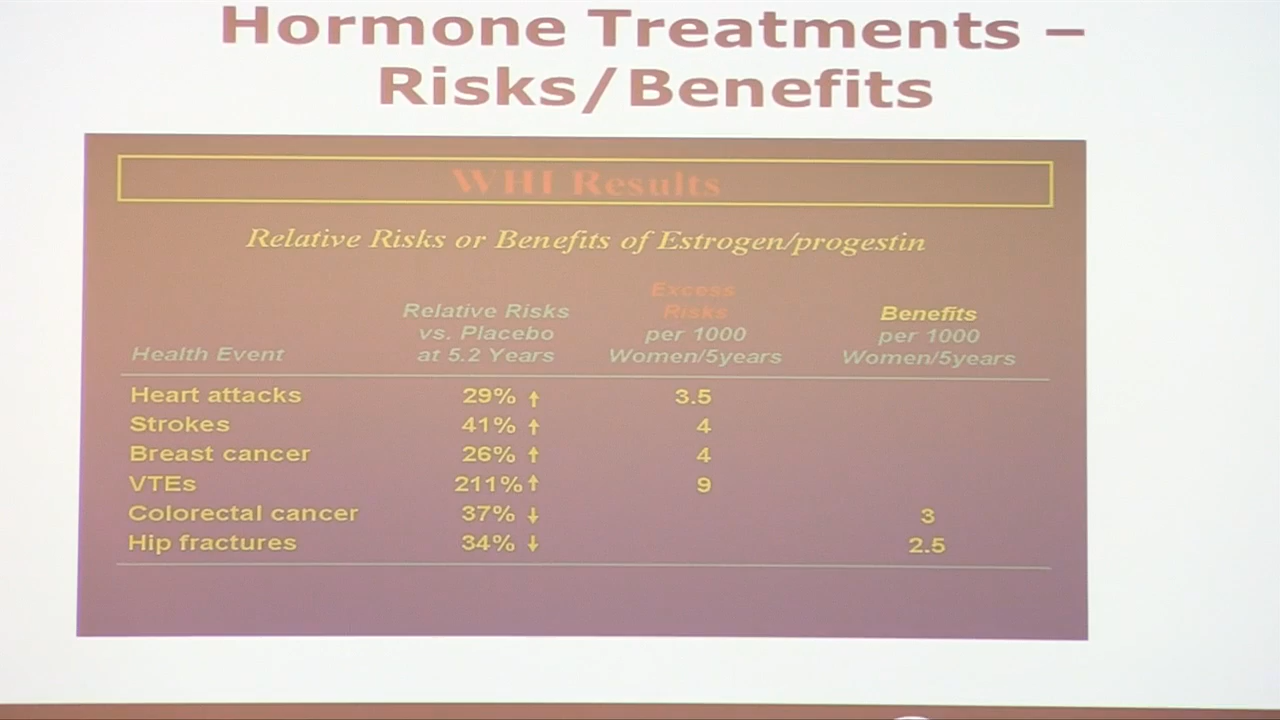 Hormone Treatments –
Risks/Benefits
WHI Results
Relative Risks or Benefits of Estrogen/progestin
Health Event
Relative Risks
vs. Placebo
at 5.2 Years
Excess
Risks
per 1000
Women/5years
Benefits
per 1000
Women/5years
Heart attacks 29% ↑ 3.5
Strokes 41% ↑ 4
Breast cancer 26% ↑ 4
VTEs 211% ↑ 9
Colorectal cancer 37% ↓ 3
Hip fractures 34% ↓ 2.5